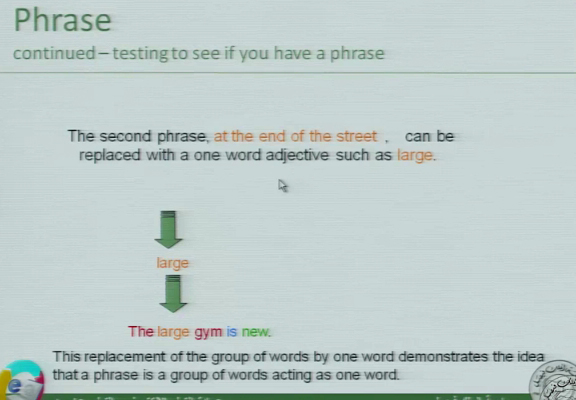 Phrase
continued – testing to see if you have a phrase
The second phrase, at the end of the street , can be
replaced with a one word adjective such as large.
large
The large gym is new.
This replacement of the group of words by one word demonstrates the idea
that a phrase is a group of words acting as one word.